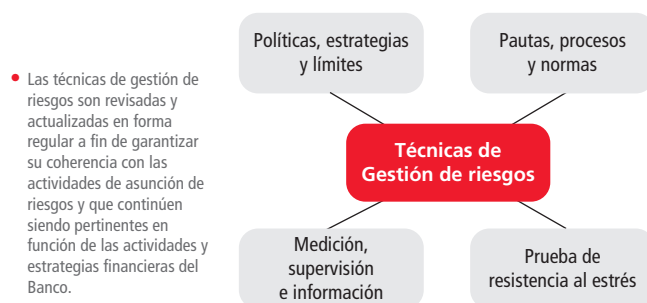 Políticas, estrategias
y límites
Pautas, procesos
y normas
• Las técnicas de gestión de
riesgos son revisadas y
actualizadas en forma
regular a fin de garantizar
su coherencia con las
actividades de asunción de
riesgos y que continúen
siendo pertinentes en
función de las actividades y
estrategias financieras del
Banco.
Técnicas de
Gestión de riesgos
Medición,
supervisión
e información
Prueba de
resistencia al estrés